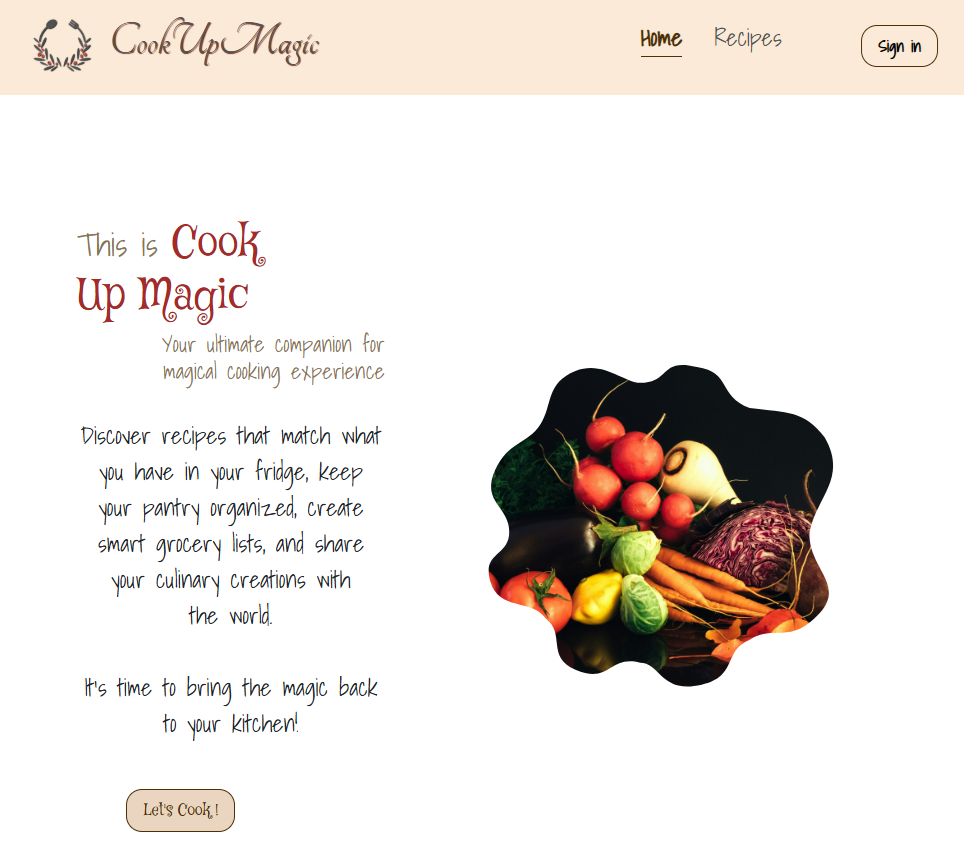 CookUpMagic
Home
Recipes
Sign in
This is Cook
Up Magic
Your ultimate companion for
magical cooking experience
Discover recipes that match what
you have in your fridge, keep
your pantry organized, create
smart grocery lists, and share
your culinary creations with
the world.
It's time to bring the magic back
to your kitchen!
Let's Cook !